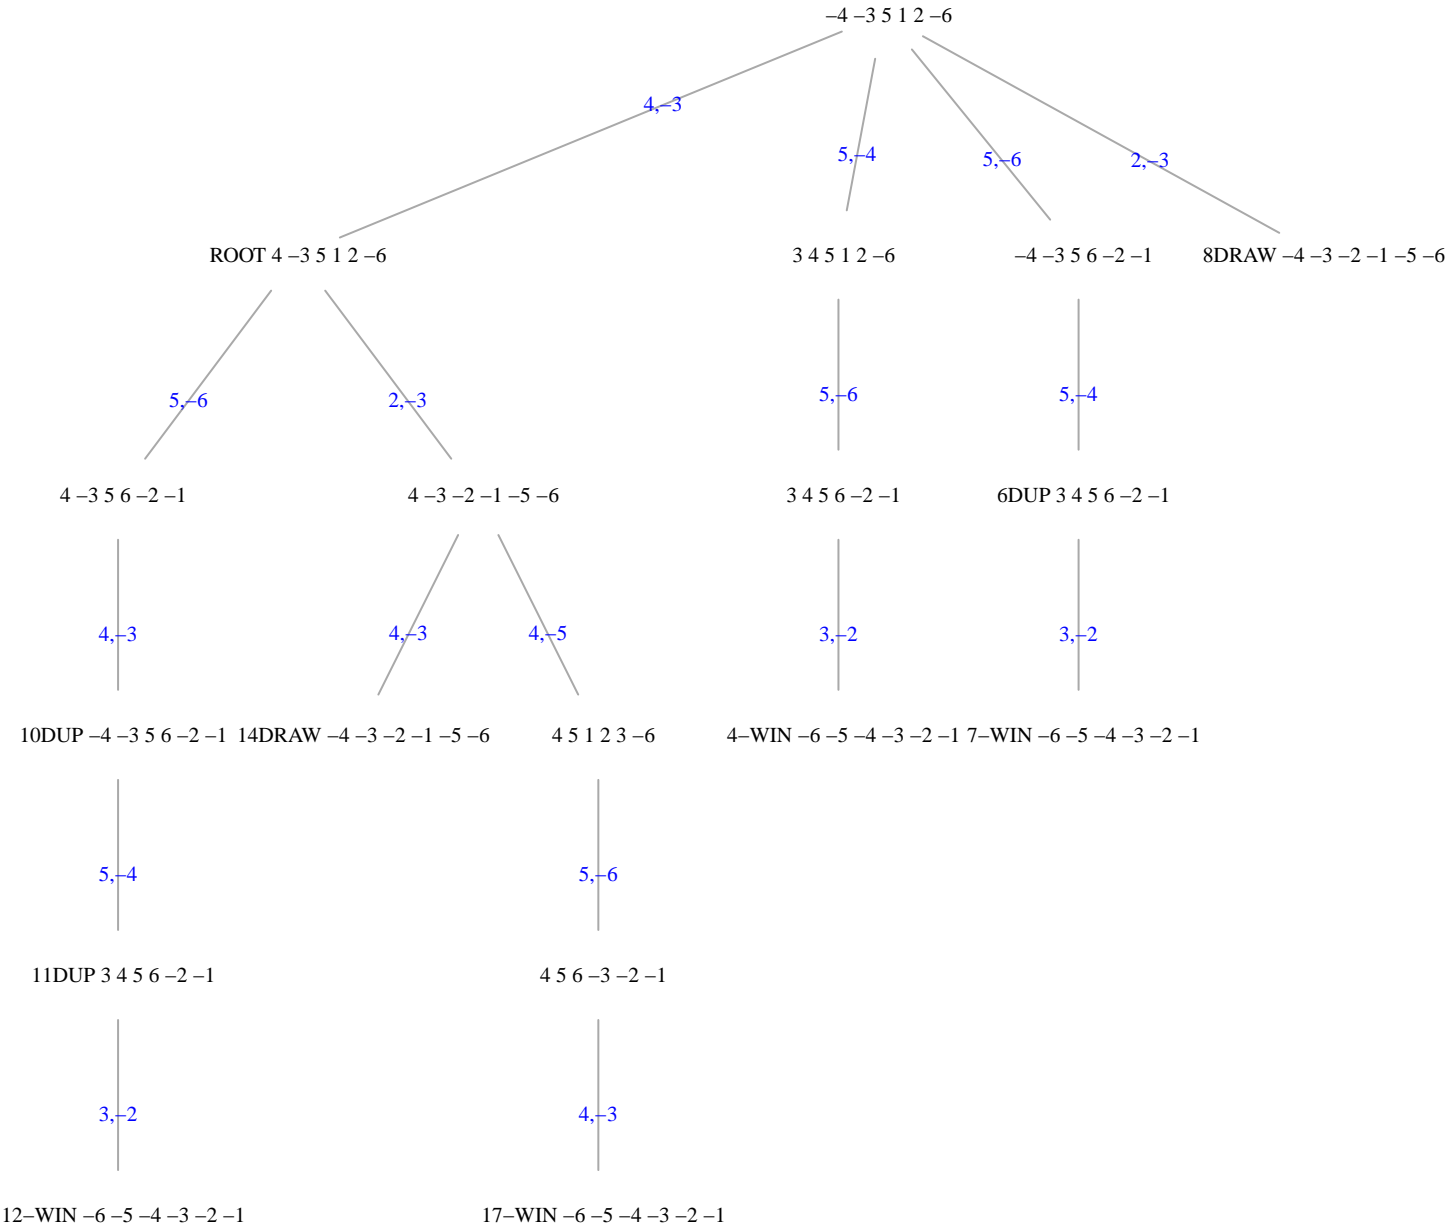 –4 –3 5 1 2 –6
4,–3
5,–4
5,–6
2,–3
ROOT 4 –3 5 1 2 –6
3 4 5 1 2 –6
–4 –3 5 6 –2 –1
8DRAW –4 –3 –2 –1 –5 –6
5,–6
2,–3
5,–6
5,–4
4 –3 5 6 –2 –1
4 –3 –2 –1 –5 –6
3 4 5 6 –2 –1
6DUP 3 4 5 6 –2 –1
4,–3
4,–3
4,–5
3,–2
3,–2
10DUP –4 –3 5 6 –2 –1
14DRAW –4 –3 –2 –1 –5 –6
4 5 1 2 3 –6
4–WIN –6 –5 –4 –3 –2 –1
7–WIN –6 –5 –4 –3 –2 –1
5,–4
5,–6
11DUP 3 4 5 6 –2 –1
4 5 6 –3 –2 –1
3,–2
4,–3
12–WIN –6 –5 –4 –3 –2 –1
17–WIN –6 –5 –4 –3 –2 –1